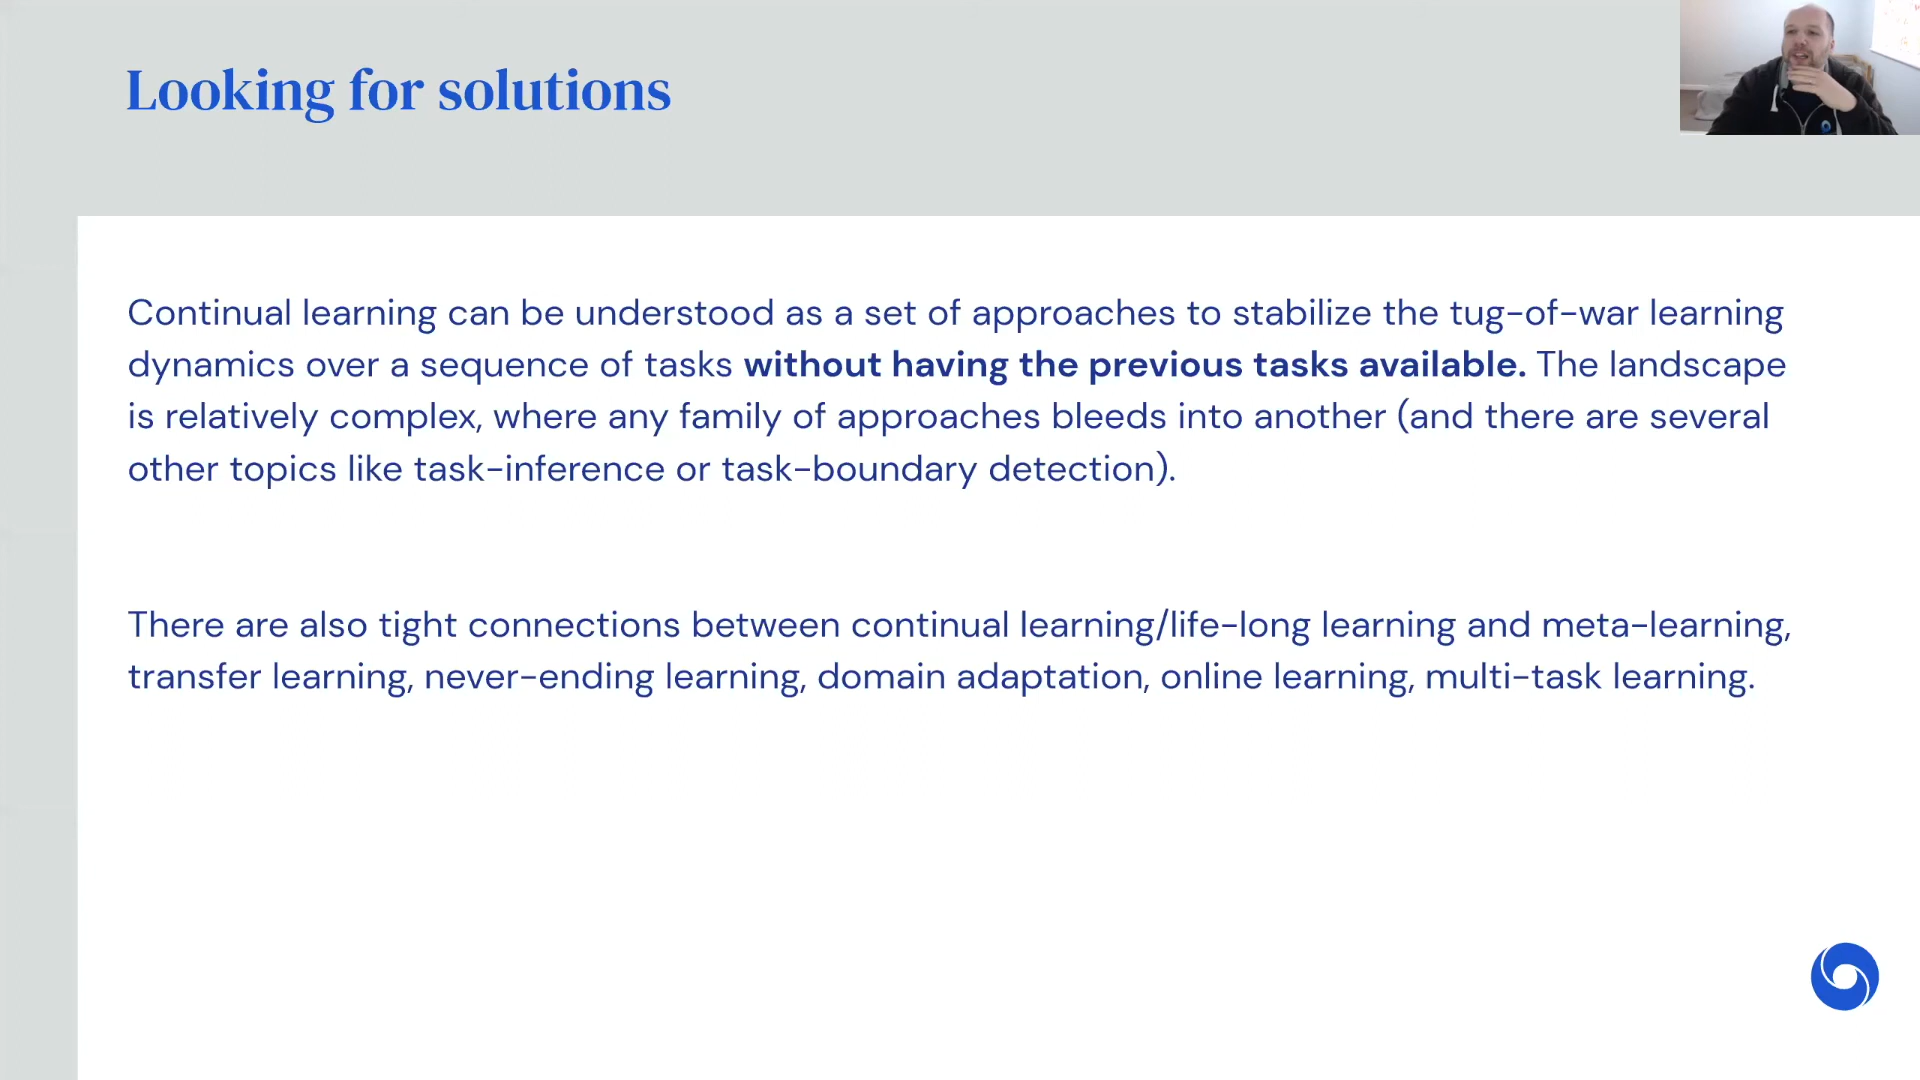 Looking for solutions
Continual learning can be understood as a set of approaches to stabilize the tug-of-war learning
dynamics over a sequence of tasks without having the previous tasks available. The landscape
is relatively complex, where any family of approaches bleeds into another (and there are several
other topics like task-inference or task-boundary detection).
There are also tight connections between continual learning/life-long learning and meta-learning,
transfer learning, never-ending learning, domain adaptation, online learning, multi-task learning.